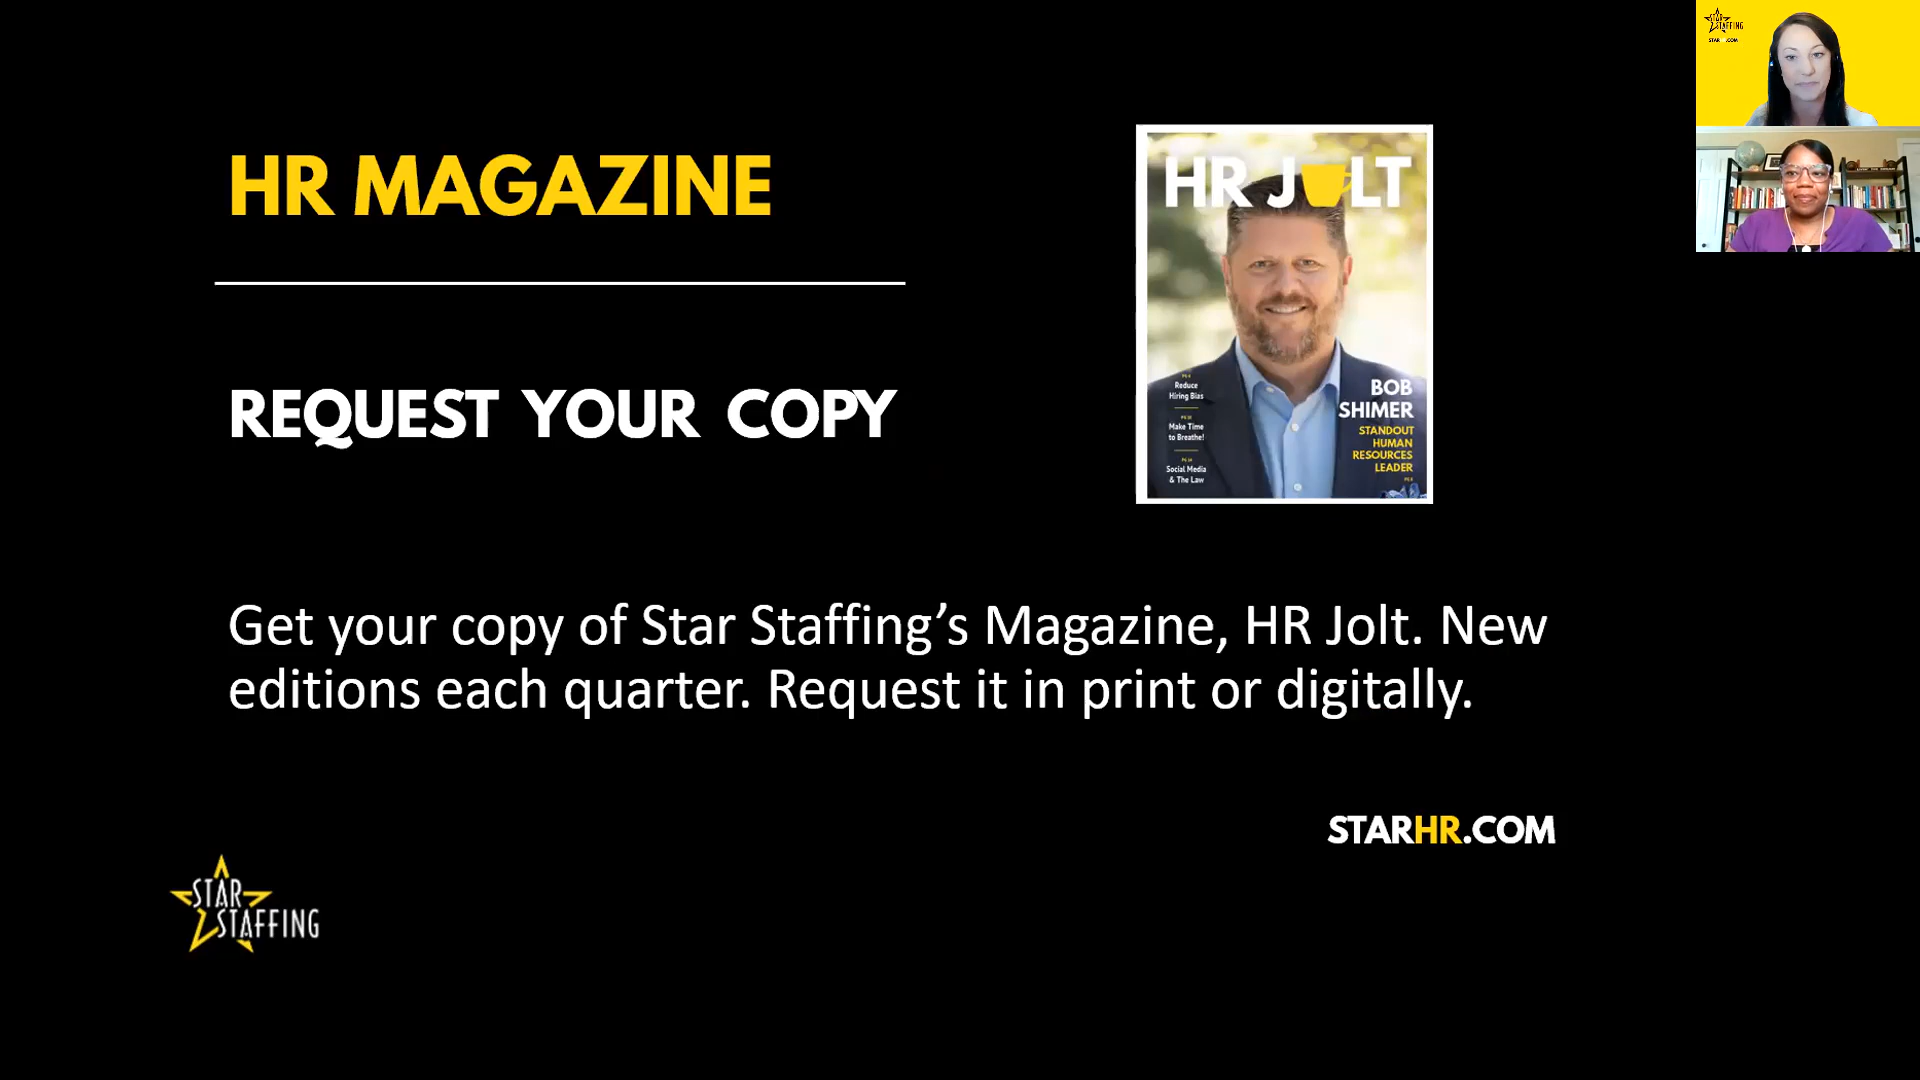 HR MAGAZINE
REQUEST YOUR COPY
HR JOLT
Reduce
Hiring Bias
Make Time
to Breathe!
Social Media
& The Law
BOB
SHIMER
STANDOUT
HUMAN
RESOURCES
LEADER
Get your copy of Star Staffing’s Magazine, HR Jolt. New
editions each quarter. Request it in print or digitally.
STARHR.COM
STAR
STAFFING
STAR
STAFFING